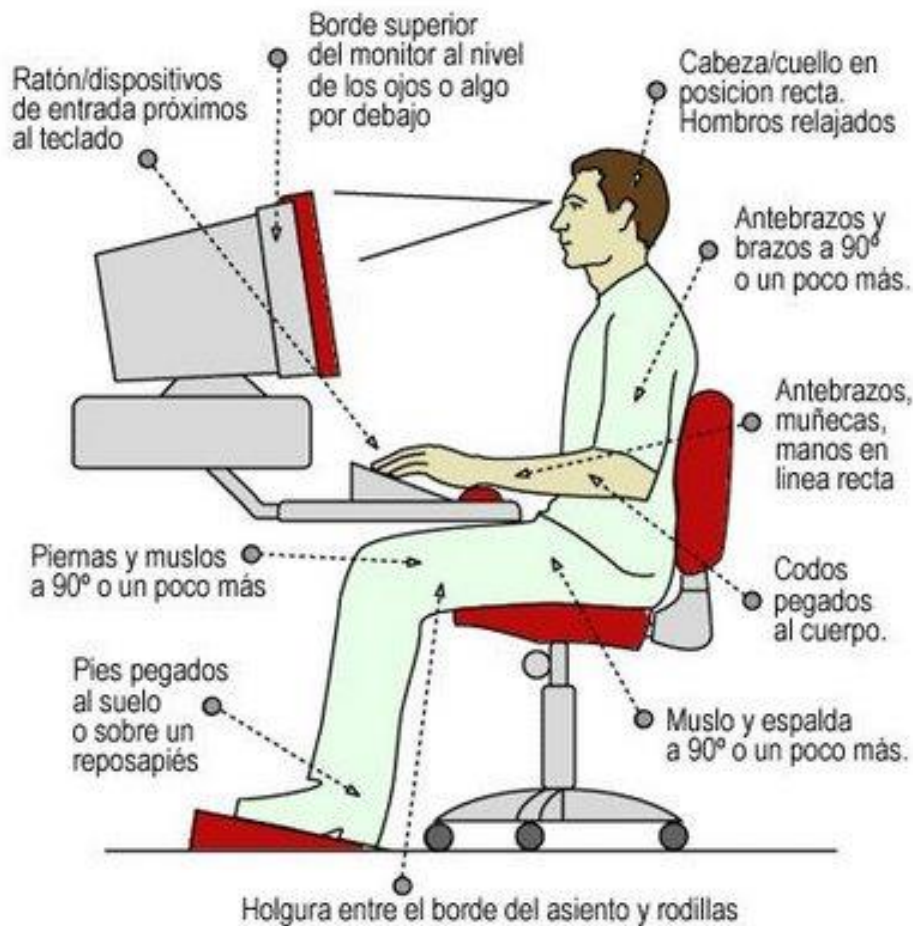 Borde superior
del monitor al nivel
de los ojos o algo
por debajo
Ratón/dispositivos
de entrada próximos
al teclado
Cabeza/cuello en
posicion recta.
Hombros relajados
Antebrazos y
brazos a 90º
o un poco más.
Antebrazos,
muñecas,
manos en
linea recta
Piernas y muslos
a 90º o un poco más
Codos
pegados
al cuerpo.
Pies pegados
al suelo
o sobre un
reposapiés
Muslo y espalda
a 90º o un poco más.
Holgura entre el borde del asiento y rodillas